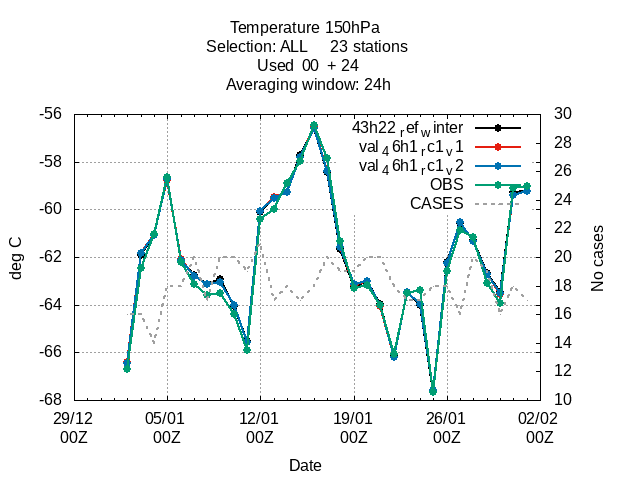 Temperature 150hPa
Selection: ALL 23 stations
Used 00 + 24
Averaging window: 24h
-56
-58
-60
-62
-64
-66
-68
deg C
30
28
26
24
22
20
18
16
14
12
10
No cases
43h22_ref_winter
val_46h1_rc1_v1
val_46h1_rc1_v2
OBS
CASES
29/12 05/01 12/01 19/01 26/01 02/02
00Z 00Z 00Z 00Z 00Z 00Z
Date